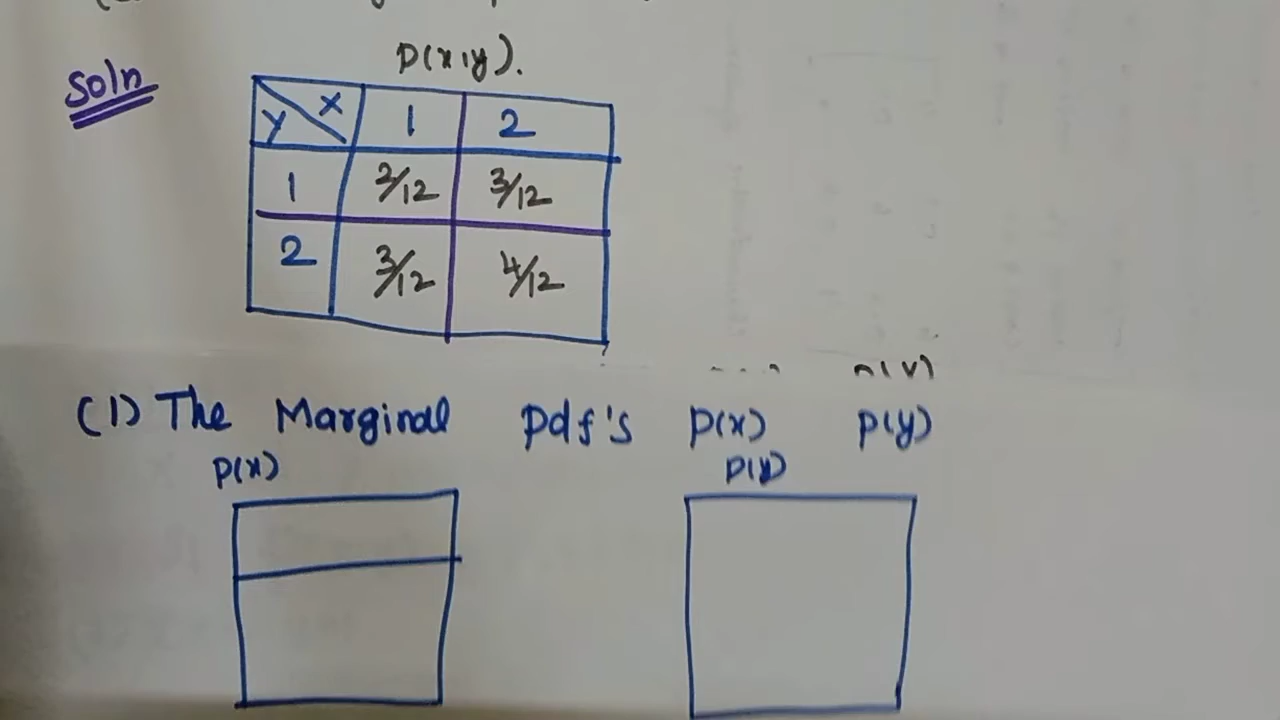 P(x,y).
Soln
Y X 1 2
1 2/12 3/12
2 3/12 4/12
(1) The Marginal Pdf's P(x) P(y)
P(x) P(y)